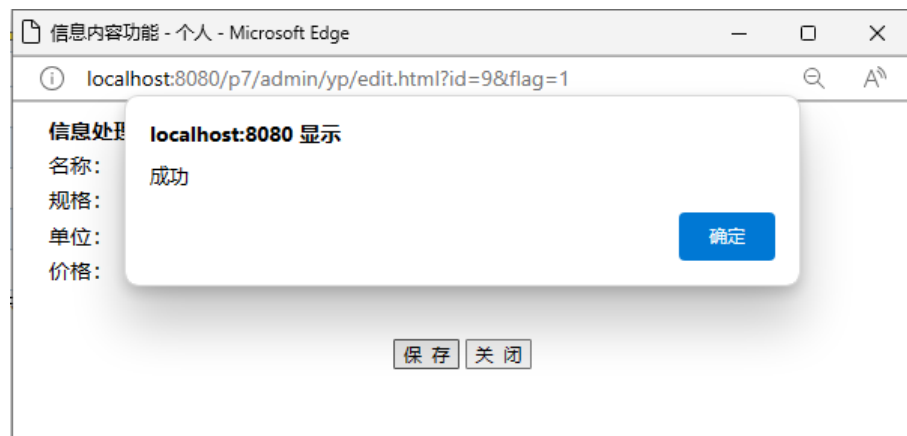 信息内容功能 - 个人 - Microsoft Edge
localhost:8080/p7/admin/yp/edit.html?id=9&flag=1
localhost:8080 显示
成功
确定
信息处理
名称：
规格：
单位：
价格：
保 存 关 闭